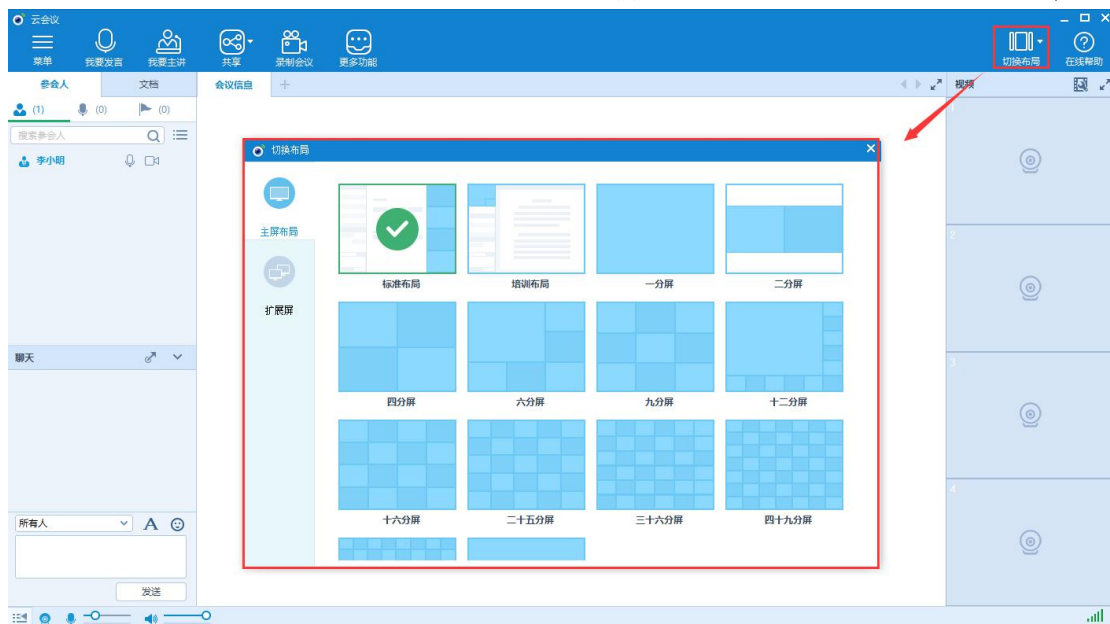 云会议
菜单 我要发言 我要主讲 共享 录制会议 更多功能 切换布局 在线帮助
参会人 文档 会议信息 视频
(1) (0) (0)
搜索参会人
李小明
切换布局
主屏布局
扩展屏
标准布局 培训布局 一分屏 二分屏
四分屏 六分屏 九分屏 十二分屏
十六分屏 二十五分屏 三十六分屏 四十九分屏
聊天
所有人 A
发送
2
3
4